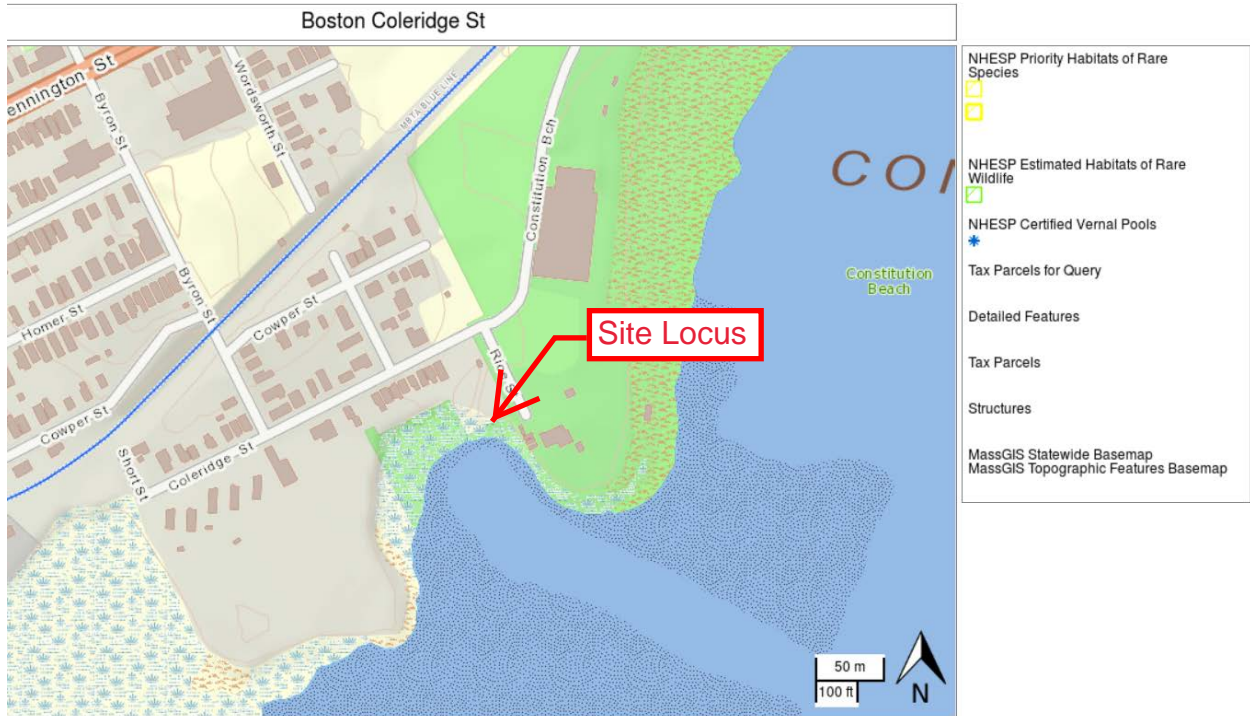 Boston Coleridge St
ennington St
Byron St
Wordsworth St
MBTA BLUE LINE
Constitution Bch
CON
Constitution
Beach
Byron St
Homer St
Cowper St
Site Locus
Cowper St
Short St
Coleridge St
50 m
100 ft
N
NHESP Priority Habitats of Rare
Species
NHESP Estimated Habitats of Rare
Wildlife
NHESP Certified Vernal Pools
Tax Parcels for Query
Detailed Features
Tax Parcels
Structures
MassGIS Statewide Basemap
MassGIS Topographic Features Basemap